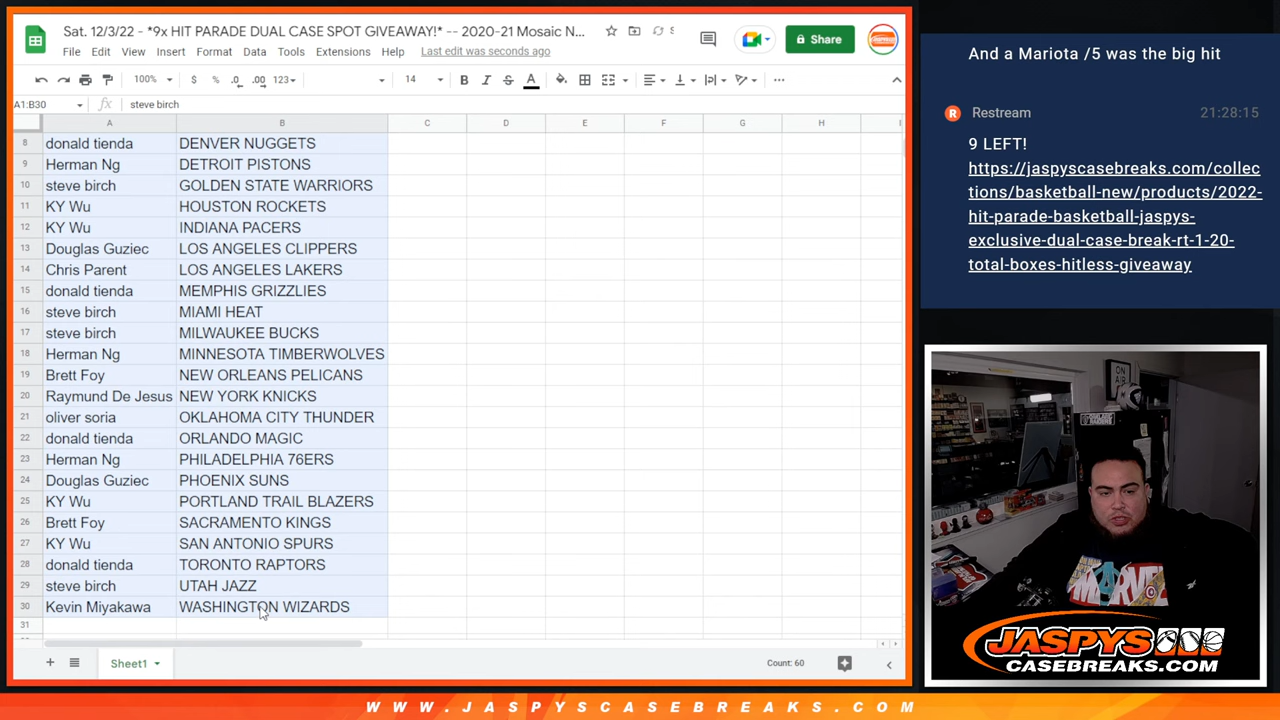 Sat. 12/3/22 - *9x HIT PARADE DUAL CASE SPOT GIVEAWAY!* -- 2020-21 Mosaic N...
Share
File Edit View Insert Format Data Tools Extensions Help Last edit was seconds ago
100% $ % .0 .00 123 14 B I S A
A1:B30 fx steve birch
A B C D E F G H I
8 donald tienda DENVER NUGGETS
9 Herman Ng DETROIT PISTONS
10 steve birch GOLDEN STATE WARRIORS
11 KY Wu HOUSTON ROCKETS
12 KY Wu INDIANA PACERS
13 Douglas Guziec LOS ANGELES CLIPPERS
14 Chris Parent LOS ANGELES LAKERS
15 donald tienda MEMPHIS GRIZZLIES
16 steve birch MIAMI HEAT
17 steve birch MILWAUKEE BUCKS
18 Herman Ng MINNESOTA TIMBERWOLVES
19 Brett Foy NEW ORLEANS PELICANS
20 Raymund De Jesus NEW YORK KNICKS
21 oliver soria OKLAHOMA CITY THUNDER
22 donald tienda ORLANDO MAGIC
23 Herman Ng PHILADELPHIA 76ERS
24 Douglas Guziec PHOENIX SUNS
25 KY Wu PORTLAND TRAIL BLAZERS
26 Brett Foy SACRAMENTO KINGS
27 KY Wu SAN ANTONIO SPURS
28 donald tienda TORONTO RAPTORS
29 steve birch UTAH JAZZ
30 Kevin Miyakawa WASHINGTON WIZARDS
31
Sheet1
Count: 60
And a Mariota /5 was the big hit
R Restream 21:28:15
9 LEFT!
https://jaspyscasebreaks.com/collec
tions/basketball-new/products/2022-
hit-parade-basketball-jaspys-
exclusive-dual-case-break-rt-1-20-
total-boxes-hitless-giveaway
ON
AIR
MARVEL
JASPYS
CASEBREAKS.COM
WWW.JASPYSCASEBREAKS.COM